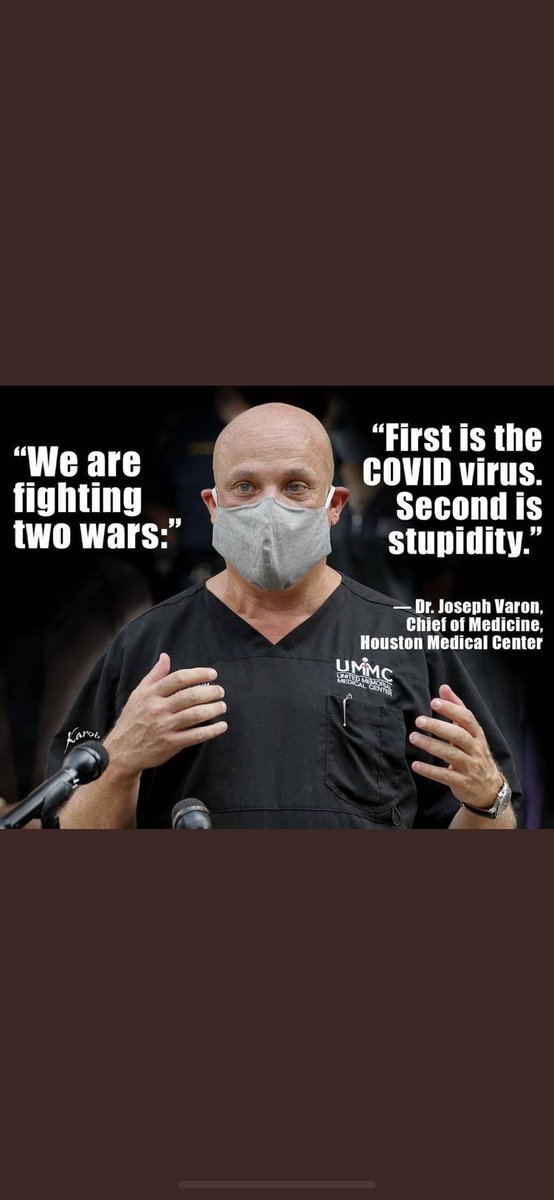 “We are
fighting
two wars:”
“First is the
COVID virus.
Second is
stupidity.”
— Dr. Joseph Varon,
Chief of Medicine,
Houston Medical Center
UMMC
UNITED MEMORIAL
MEDICAL CENTER